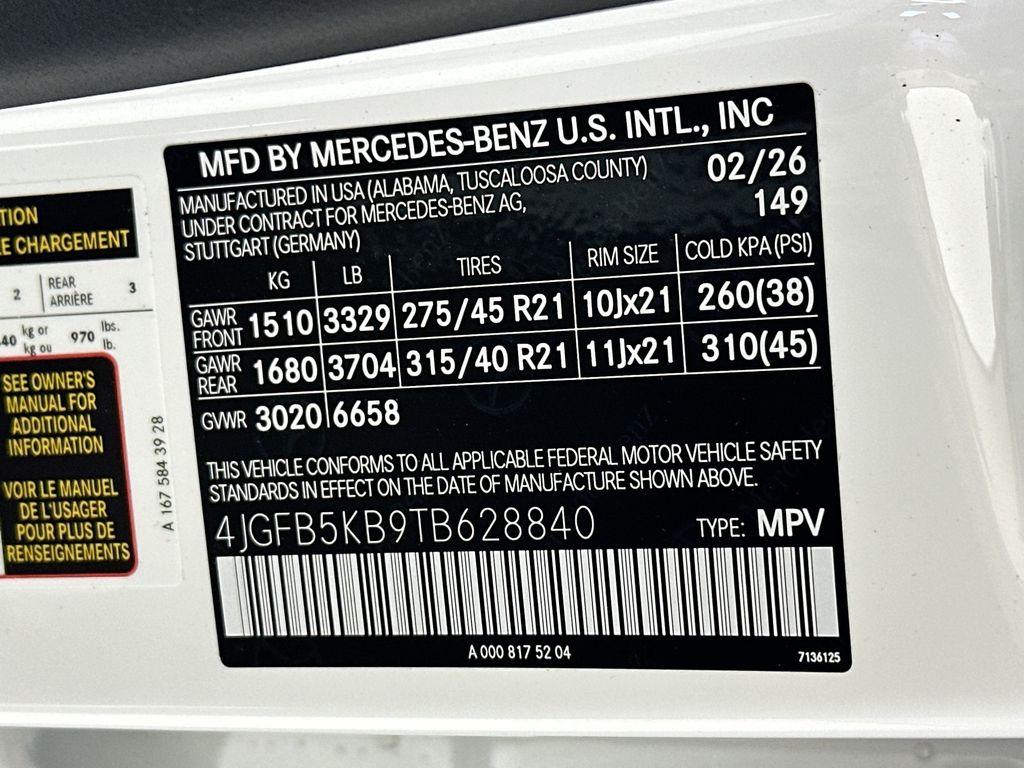 MFD BY MERCEDES-BENZ U.S. INTL., INC
MANUFACTURED IN USA (ALABAMA, TUSCALOOSA COUNTY)
UNDER CONTRACT FOR MERCEDES-BENZ AG,
STUTTGART (GERMANY)
02/26
149
KG LB TIRES RIM SIZE COLD KPA (PSI)
GAWR FRONT 1510 3329 275/45 R21 10Jx21 260(38)
GAWR REAR 1680 3704 315/40 R21 11Jx21 310(45)
GVWR 3020 6658
THIS VEHICLE CONFORMS TO ALL APPLICABLE FEDERAL MOTOR VEHICLE SAFETY
STANDARDS IN EFFECT ON THE DATE OF MANUFACTURE SHOWN ABOVE.
4JGFB5KB9TB628840 TYPE: MPV
A 000 817 52 04
7136125
CHARGEMENT
2 REAR 3
ARRIÈRE
kg or 970 lbs.
kg ou lb.
SEE OWNER'S
MANUAL FOR
ADDITIONAL
INFORMATION
VOIR LE MANUEL
DE L'USAGER
POUR PLUS DE
RENSEIGNEMENTS
A 167 584 39 28